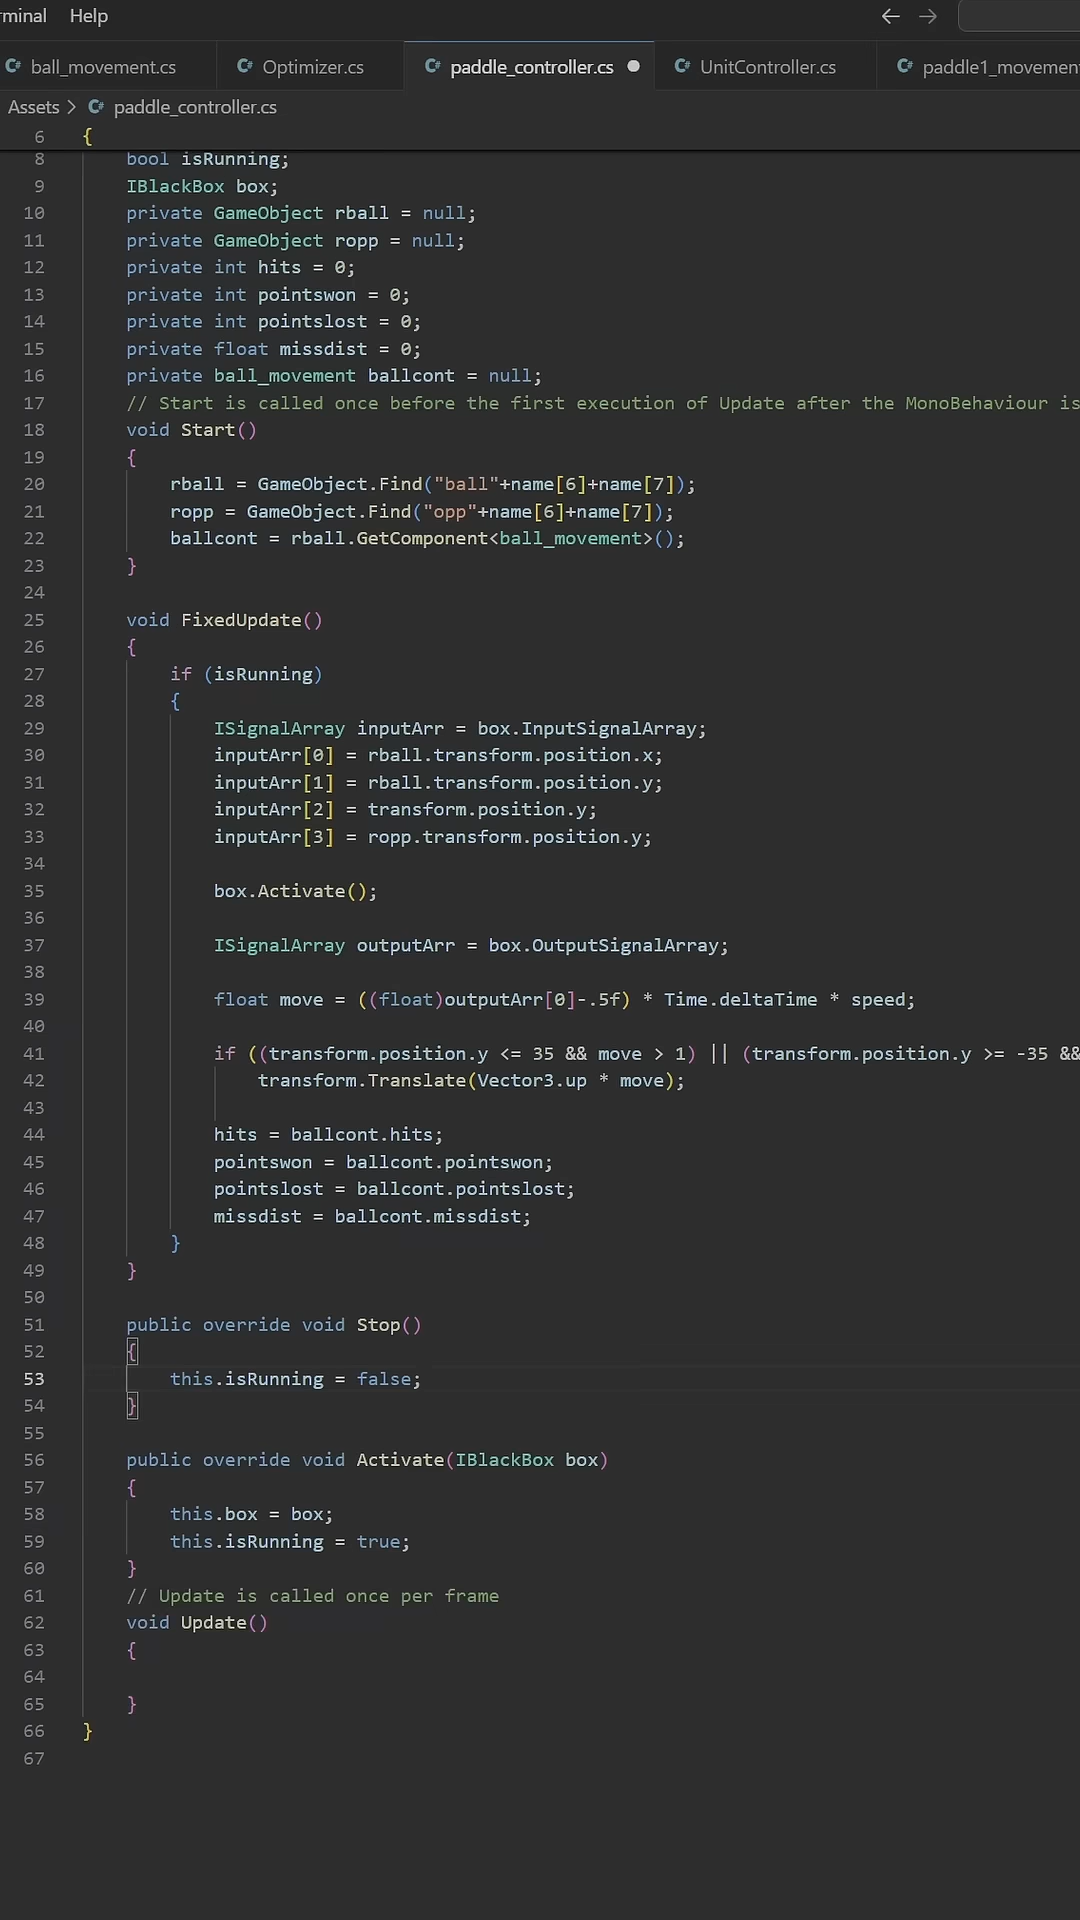 Help
ball_movement.cs Optimizer.cs paddle_controller.cs UnitController.cs
Assets > paddle_controller.cs
6 {
8 bool isRunning;
9 IBlackBox box;
10 private GameObject rball = null;
11 private GameObject ropp = null;
12 private int hits = 0;
13 private int pointswon = 0;
14 private int pointslost = 0;
15 private float missdist = 0;
16 private ball_movement ballcont = null;
17 // Start is called once before the first execution of Update after the MonoBehaviour is
18 void Start()
19 {
20 rball = GameObject.Find("ball"+name[6]+name[7]);
21 ropp = GameObject.Find("opp"+name[6]+name[7]);
22 ballcont = rball.GetComponent<ball_movement>();
23 }
24
25 void FixedUpdate()
26 {
27 if (isRunning)
28 {
29 ISignalArray inputArr = box.InputSignalArray;
30 inputArr[0] = rball.transform.position.x;
31 inputArr[1] = rball.transform.position.y;
32 inputArr[2] = transform.position.y;
33 inputArr[3] = ropp.transform.position.y;
34
35 box.Activate();
36
37 ISignalArray outputArr = box.OutputSignalArray;
38
39 float move = ((float)outputArr[0]-.5f) * Time.deltaTime * speed;
40
41 if ((transform.position.y <= 35 && move > 1) || (transform.position.y >= -35 &&
42 transform.Translate(Vector3.up * move);
43
44 hits = ballcont.hits;
45 pointswon = ballcont.pointswon;
46 pointslost = ballcont.pointslost;
47 missdist = ballcont.missdist;
48 }
49 }
50
51 public override void Stop()
52 {
53 this.isRunning = false;
54 }
55
56 public override void Activate(IBlackBox box)
57 {
58 this.box = box;
59 this.isRunning = true;
60 }
61 // Update is called once per frame
62 void Update()
63 {
64
65 }
66 }
67